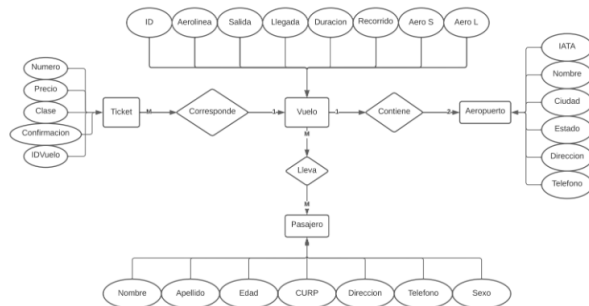 ID
Aerolinea
Salida
Llegada
Duracion
Recorrido
Aero S
Aero L
Numero
Precio
Clase
Confirmacion
IDVuelo
Ticket
M
Corresponde
1
Vuelo
1
Contiene
2
Aeropuerto
IATA
Nombre
Ciudad
Estado
Direccion
Telefono
M
Lleva
M
Pasajero
Nombre
Apellido
Edad
CURP
Direccion
Telefono
Sexo